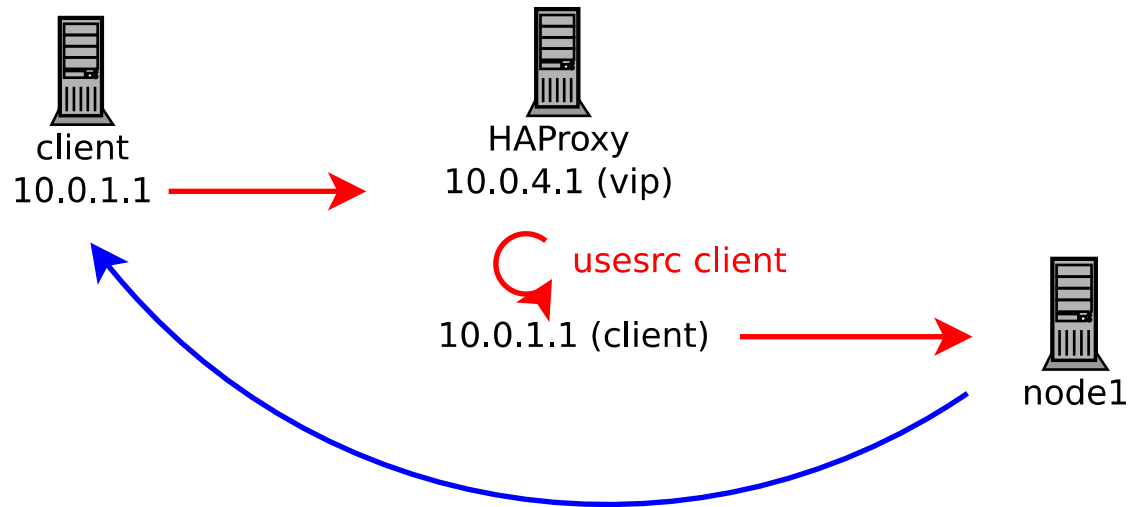 client
10.0.1.1
HAProxy
10.0.4.1 (vip)
usesrc client
10.0.1.1 (client)
node1